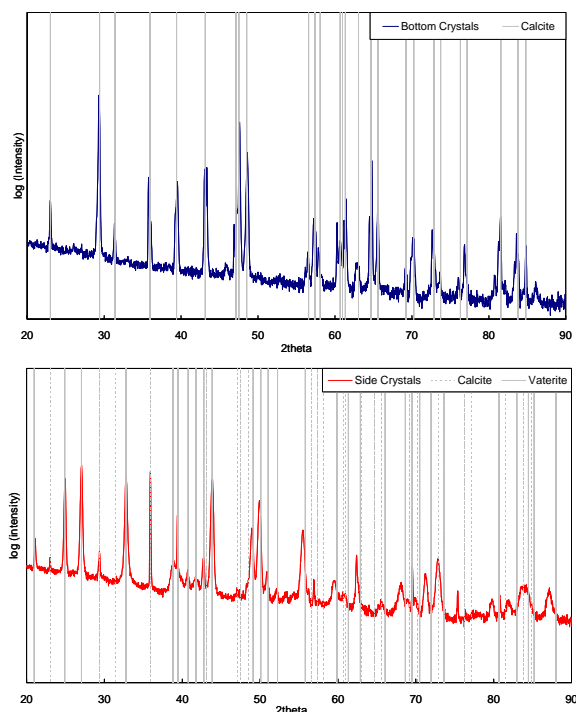 Bottom Crystals Calcite
log (Intensity)
20 30 40 50 60 70 80 90
2theta
Side Crystals Calcite Vaterite
log (intensity)
20 30 40 50 60 70 80 90
2theta